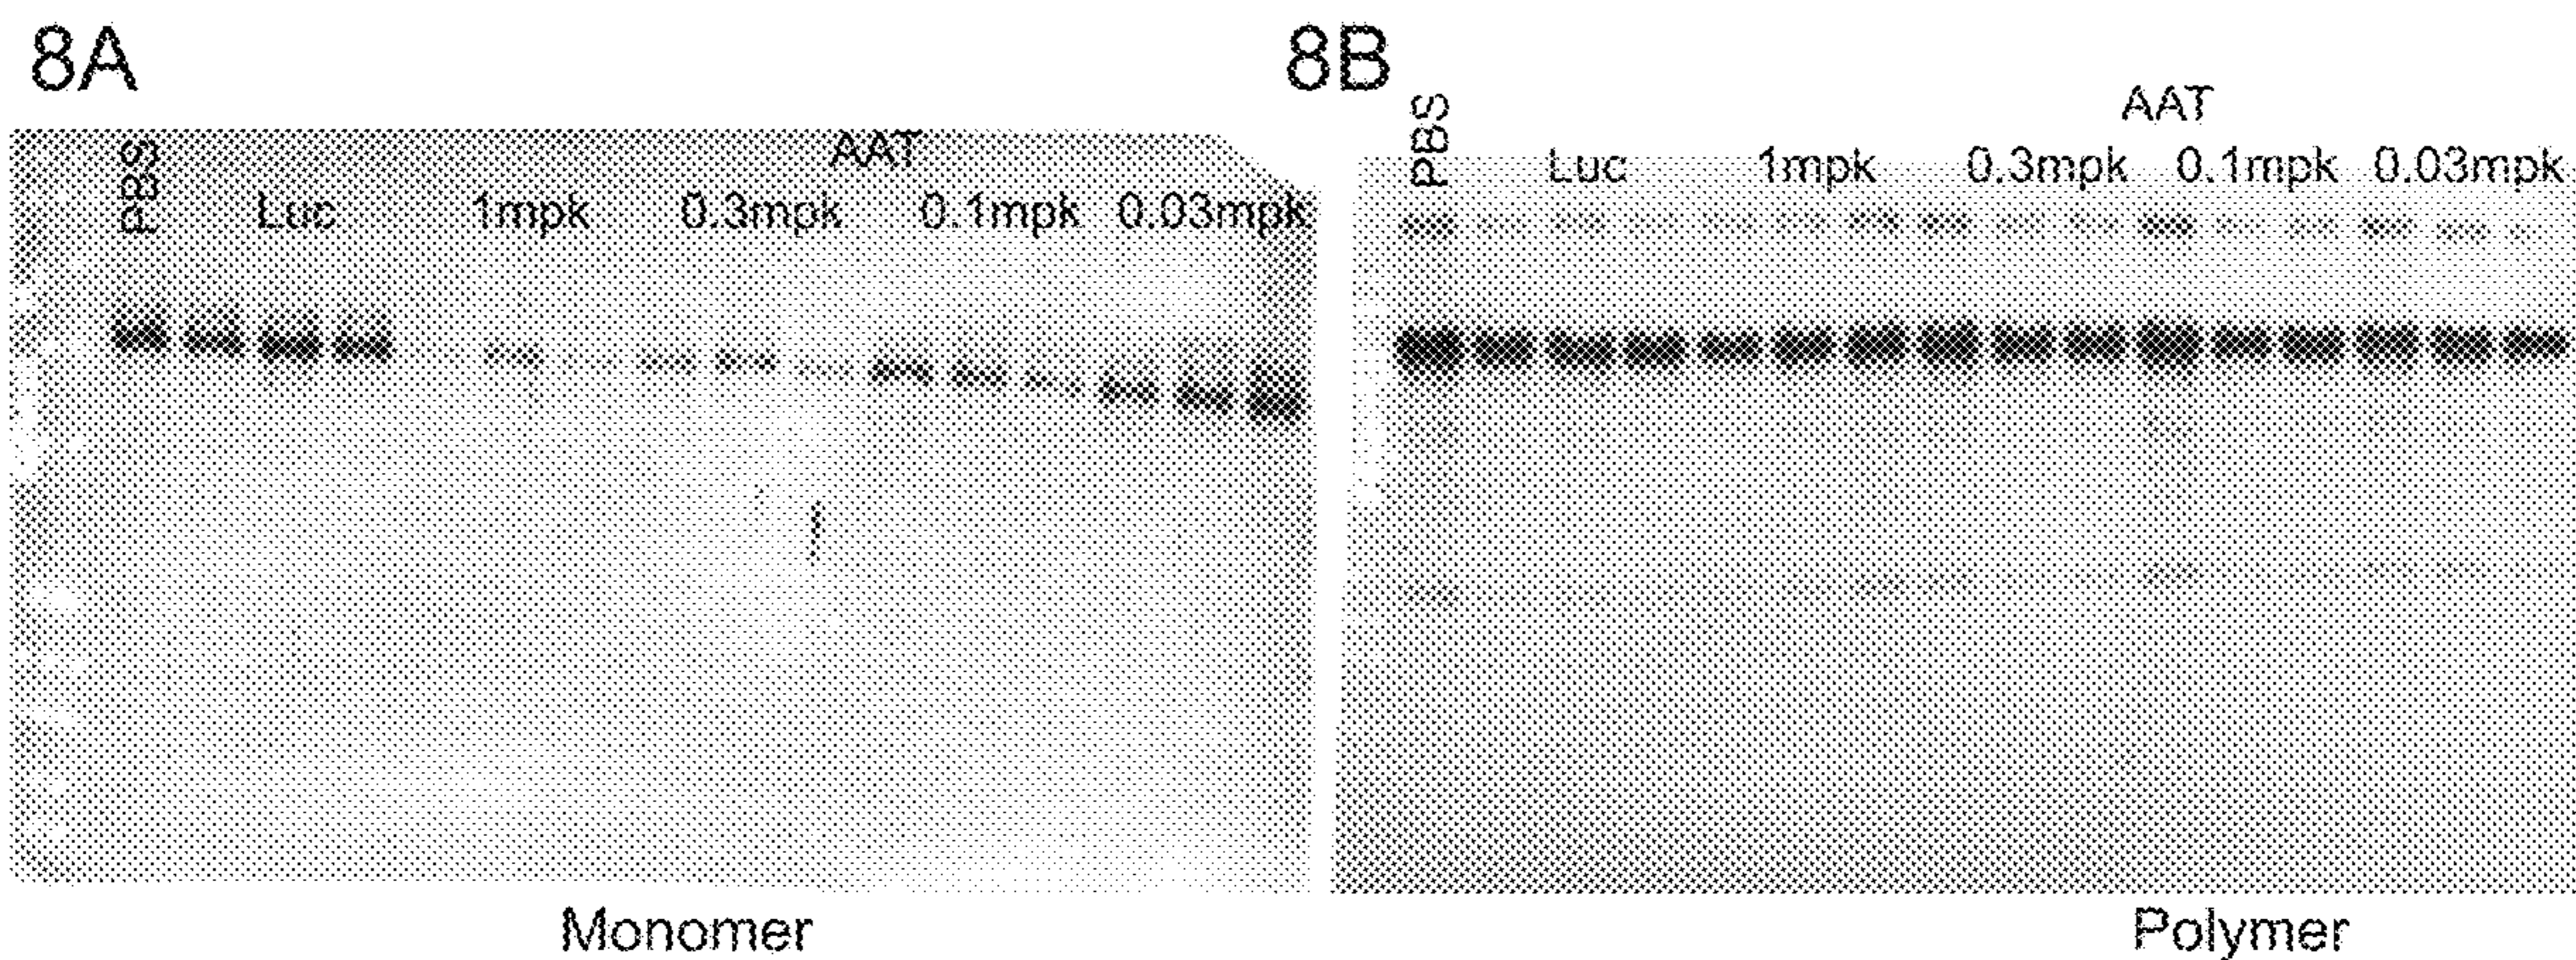 8A
PBS
AAT
Luc 1mpk 0.3mpk 0.1mpk 0.03mpk
Monomer
8B
PBS
AAT
Luc 1mpk 0.3mpk 0.1mpk 0.03mpk
Polymer